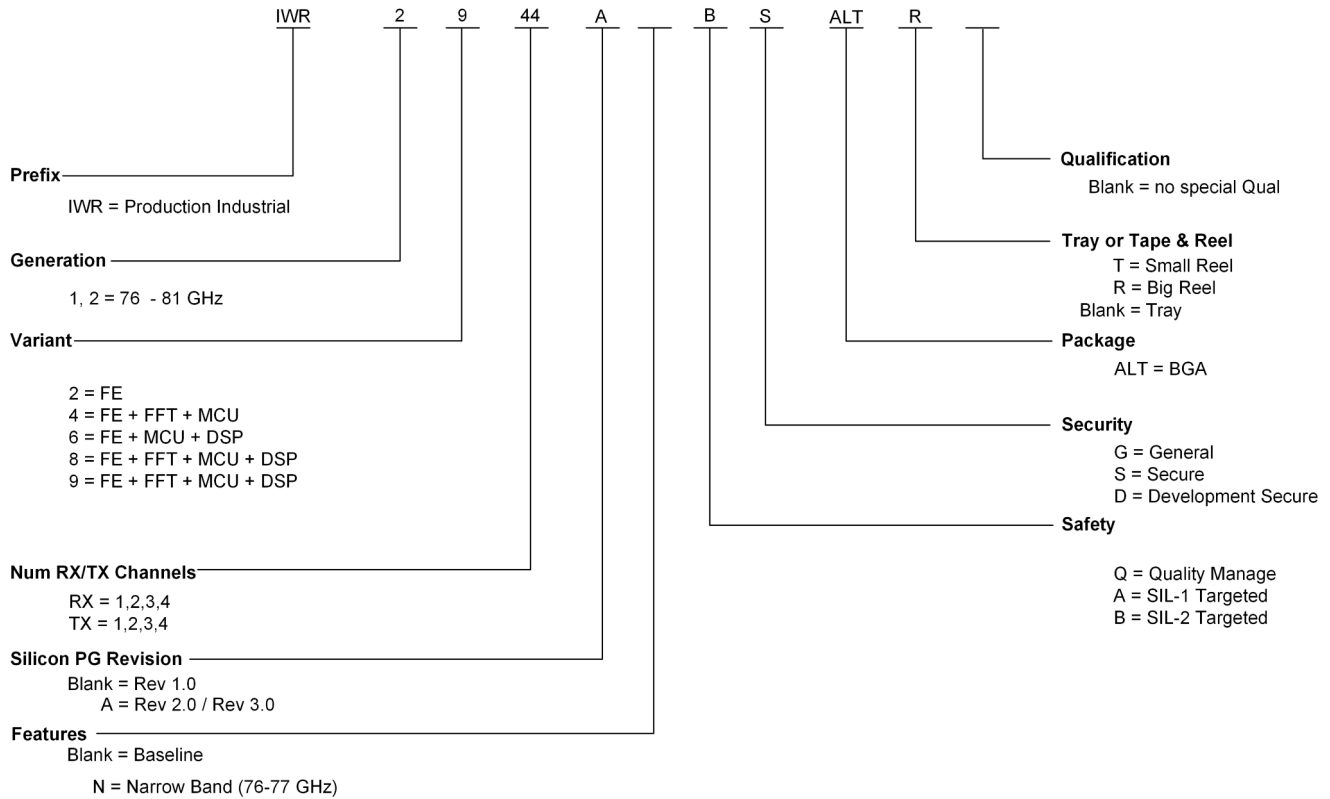 IWR 2 9 44 A B S ALT R
Prefix
IWR = Production Industrial
Generation
1, 2 = 76 - 81 GHz
Variant
2 = FE
4 = FE + FFT + MCU
6 = FE + MCU + DSP
8 = FE + FFT + MCU + DSP
9 = FE + FFT + MCU + DSP
Num RX/TX Channels
RX = 1,2,3,4
TX = 1,2,3,4
Silicon PG Revision
Blank = Rev 1.0
A = Rev 2.0 / Rev 3.0
Features
Blank = Baseline
N = Narrow Band (76-77 GHz)
Qualification
Blank = no special Qual
Tray or Tape & Reel
T = Small Reel
R = Big Reel
Blank = Tray
Package
ALT = BGA
Security
G = General
S = Secure
D = Development Secure
Safety
Q = Quality Manage
A = SIL-1 Targeted
B = SIL-2 Targeted